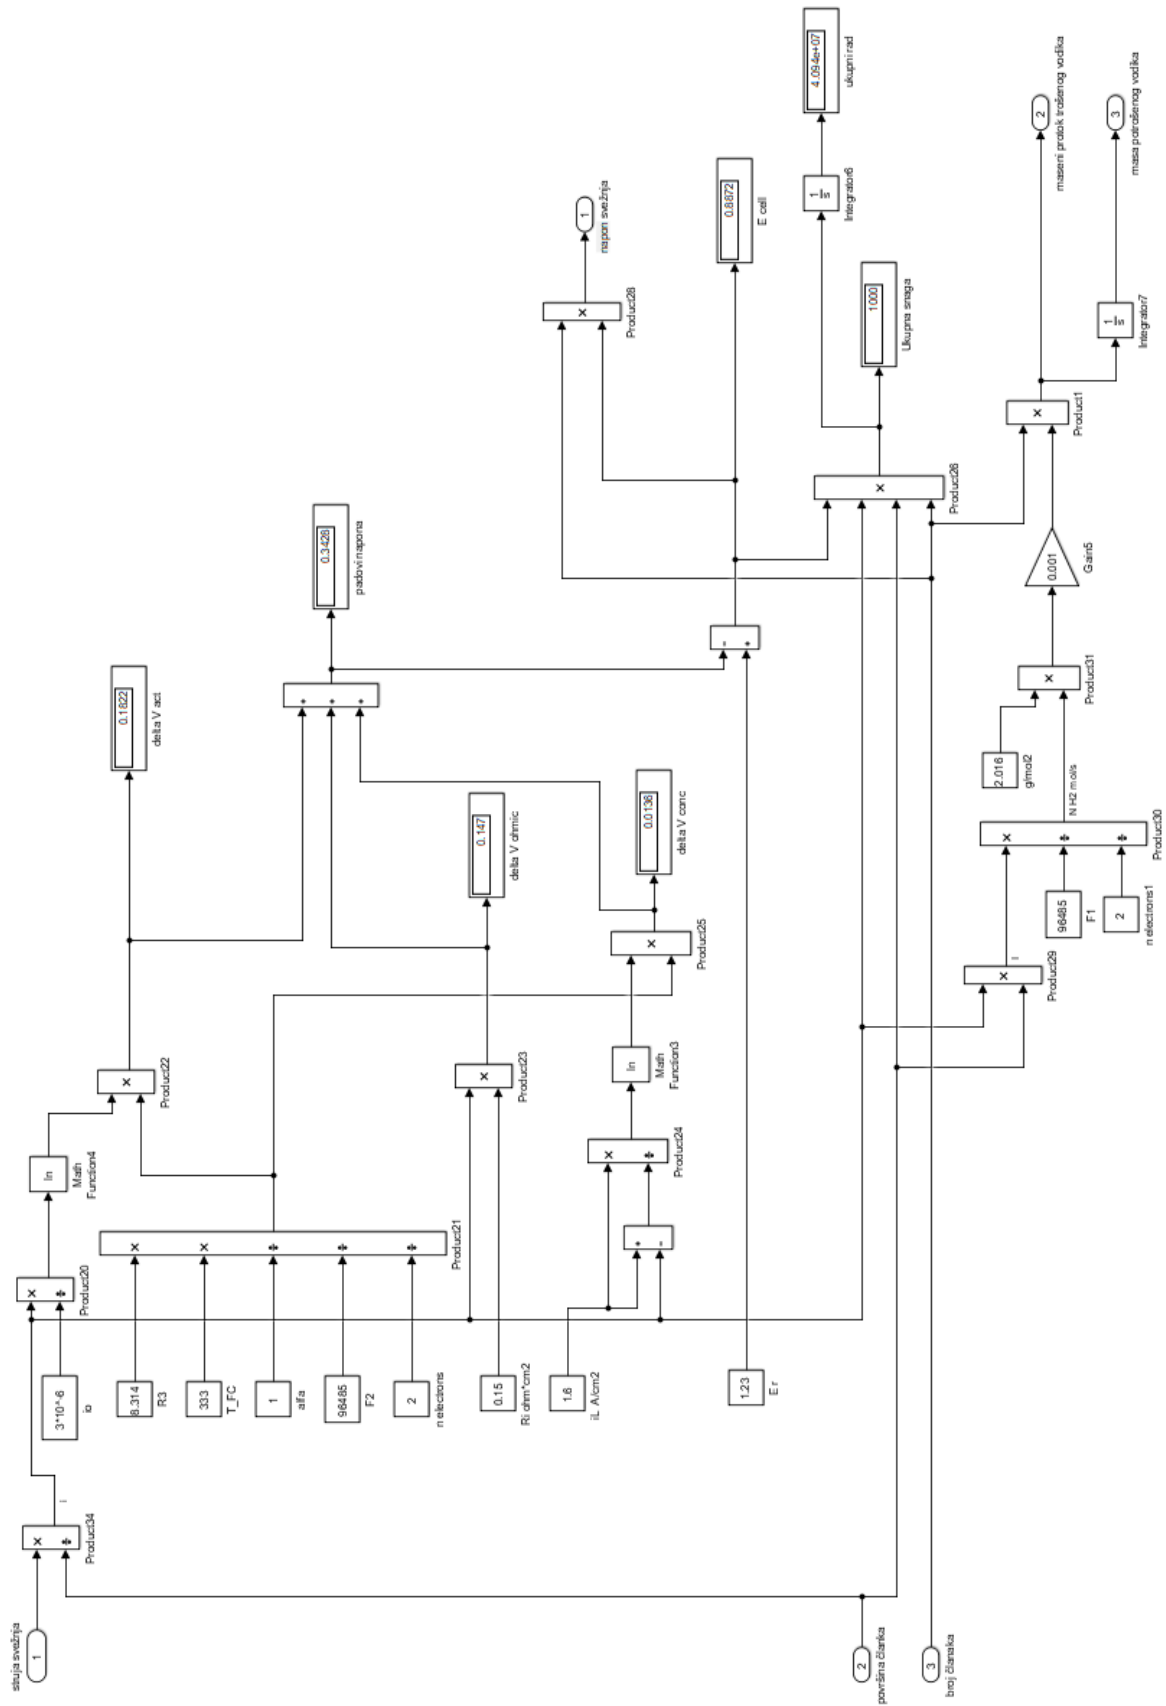 struja svežnja
1
×
÷
Product34
i
3*10^-6
io
×
÷
Product20
ln
Math
Function4
8.314
R3
333
T_FC
1
alfa
96485
F2
2
n electrons
×
×
÷
÷
÷
Product21
×
Product22
0.1822
delta V act
0.15
Ri ohm*cm2
×
Product23
0.147
delta V ohmic
1.6
iL A/cm2
+
-
×
÷
Product24
ln
Math
Function3
×
Product25
0.0136
delta V conc
+
+
+
0.3428
padovi napona
1.23
Er
-
+
×
Product28
1
napon svežnja
0.8872
E cell
2
površina članka
3
broj članaka
×
Product26
1000
Ukupna snaga
1
s
Integrator6
4.094e+07
ukupni rad
×
Product29
I
96485
F1
2
n electrons1
×
÷
÷
Product30
N H2 mol/s
2.016
g/mol2
×
Product31
0.001
Gain5
×
Product1
2
maseni protok trošenog vodika
1
s
Integrator7
3
masa potrošenog vodika